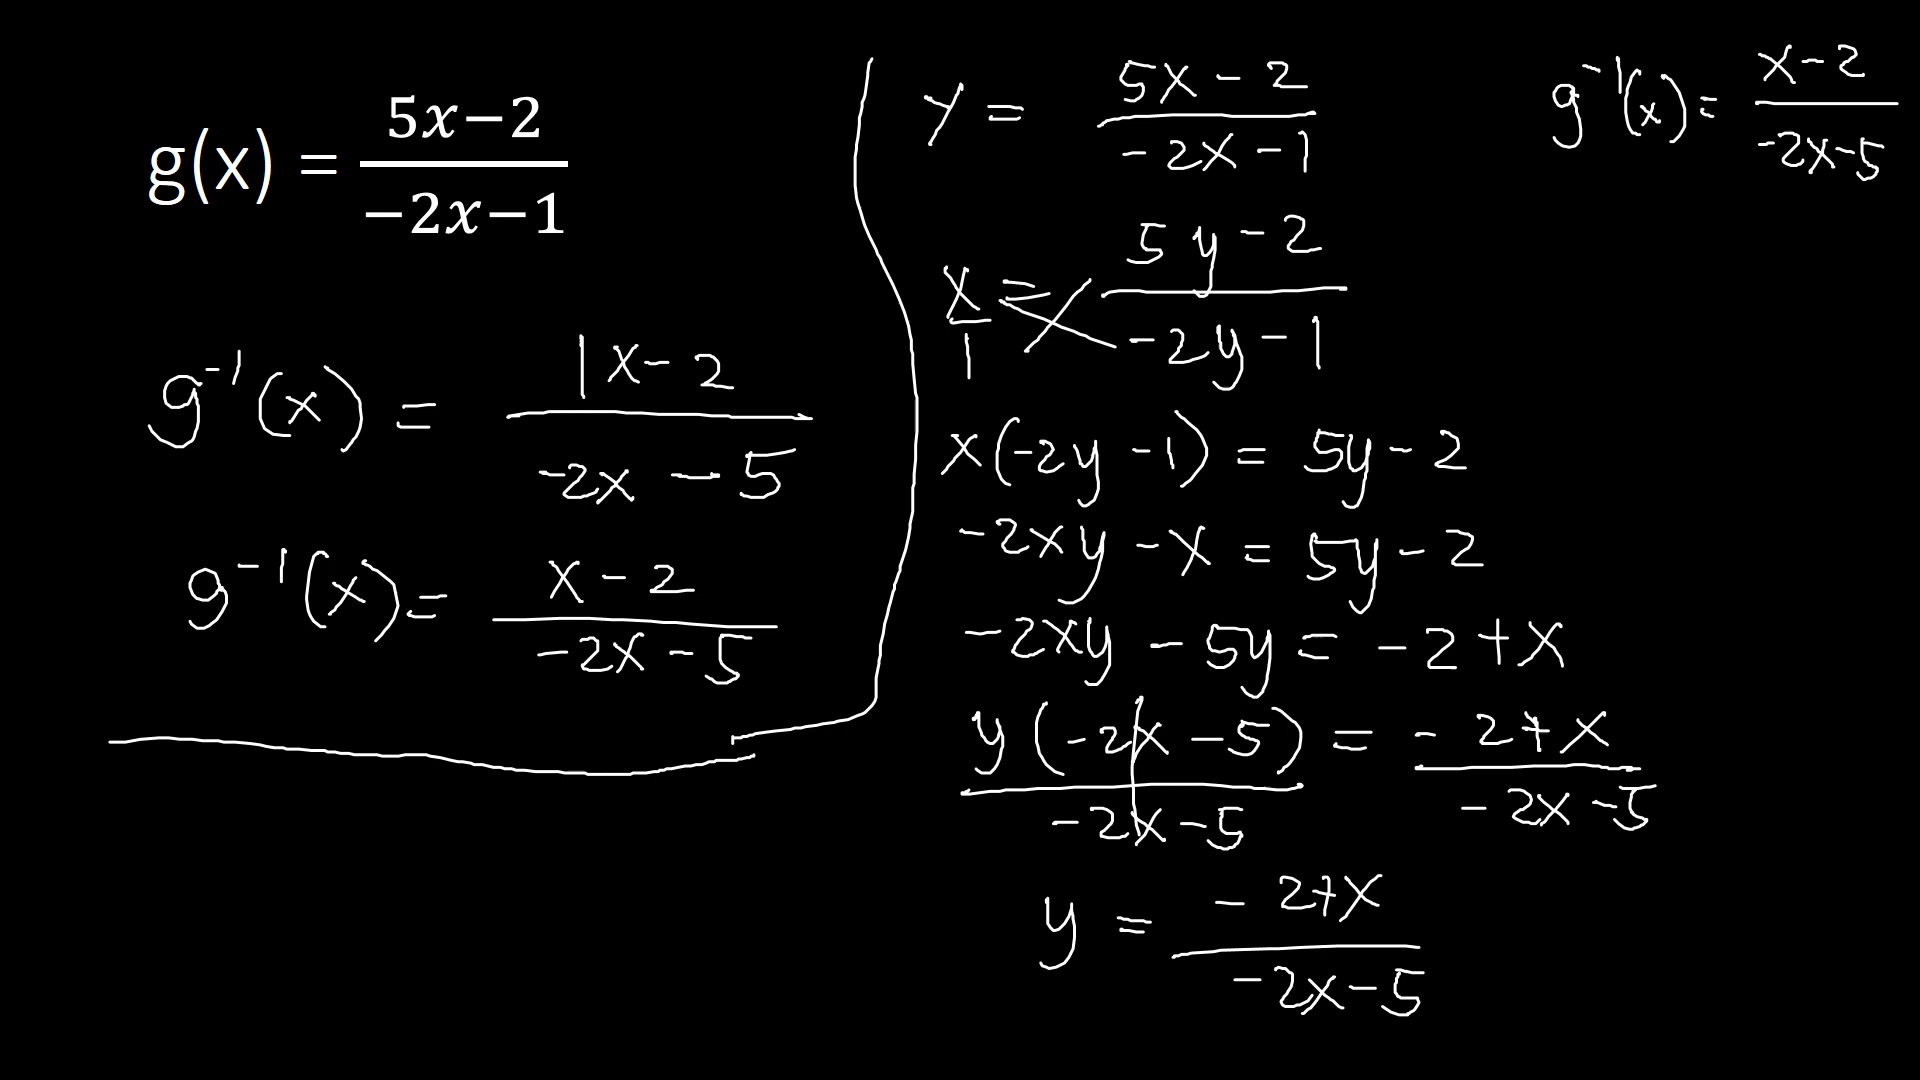 g(x) = (5x−2)/(−2x−1)
g⁻¹(x) = (1x−2)/(−2x−5)
g⁻¹(x) = (x−2)/(−2x−5)
y = (5x−2)/(−2x−1)
x/1 = (5y−2)/(−2y−1)
x(−2y−1) = 5y−2
−2xy−x = 5y−2
−2xy−5y = −2+x
y(−2x−5)/(−2x−5) = (−2+x)/(−2x−5)
y = (−2+x)/(−2x−5)
g⁻¹(x) = (x−2)/(−2x−5)